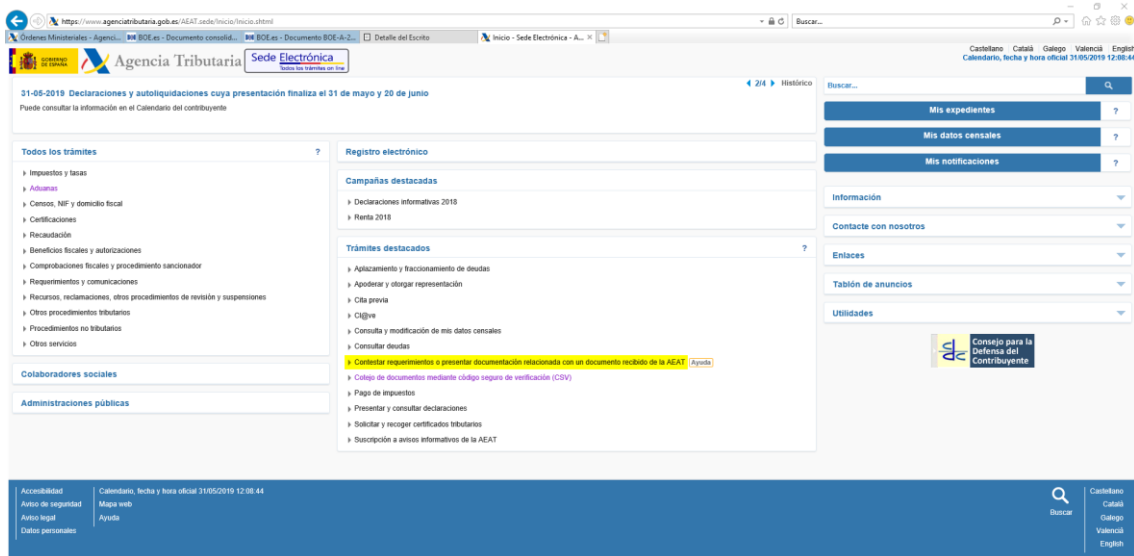 https://www.agenciatributaria.gob.es/AEAT.sede/Inicio/Inicio.shtml
Buscar...
Órdenes Ministeriales - Agenci...
BOE.es - Documento consolid...
BOE.es - Documento BOE-A-2...
Detalle del Escrito
Inicio - Sede Electrónica - A...
GOBIERNO DE ESPAÑA
Agencia Tributaria
Sede Electrónica
Todos los trámites on line
Castellano Català Galego Valencià English
Calendario, fecha y hora oficial 31/05/2019 12:08:44
31-05-2019 Declaraciones y autoliquidaciones cuya presentación finaliza el 31 de mayo y 20 de junio
2/4 Histórico
Puede consultar la información en el Calendario del contribuyente
Todos los trámites ?
Impuestos y tasas
Aduanas
Censos, NIF y domicilio fiscal
Certificaciones
Recaudación
Beneficios fiscales y autorizaciones
Comprobaciones fiscales y procedimiento sancionador
Requerimientos y comunicaciones
Recursos, reclamaciones, otros procedimientos de revisión y suspensiones
Otros procedimientos tributarios
Procedimientos no tributarios
Otros servicios
Colaboradores sociales
Administraciones públicas
Registro electrónico
Campañas destacadas
Declaraciones informativas 2018
Renta 2018
Trámites destacados ?
Aplazamiento y fraccionamiento de deudas
Apoderar y otorgar representación
Cita previa
Cl@ve
Consulta y modificación de mis datos censales
Consultar deudas
Contestar requerimientos o presentar documentación relacionada con un documento recibido de la AEAT Ayuda
Cotejo de documentos mediante código seguro de verificación (CSV)
Pago de impuestos
Presentar y consultar declaraciones
Solicitar y recoger certificados tributarios
Suscripción a avisos informativos de la AEAT
Buscar...
Mis expedientes ?
Mis datos censales ?
Mis notificaciones ?
Información
Contacte con nosotros
Enlaces
Tablón de anuncios
Utilidades
Consejo para la
Defensa del
Contribuyente
Accesibilidad
Aviso de seguridad
Aviso legal
Datos personales
Calendario, fecha y hora oficial 31/05/2019 12:08:44
Mapa web
Ayuda
Buscar
Castellano
Català
Galego
Valencià
English